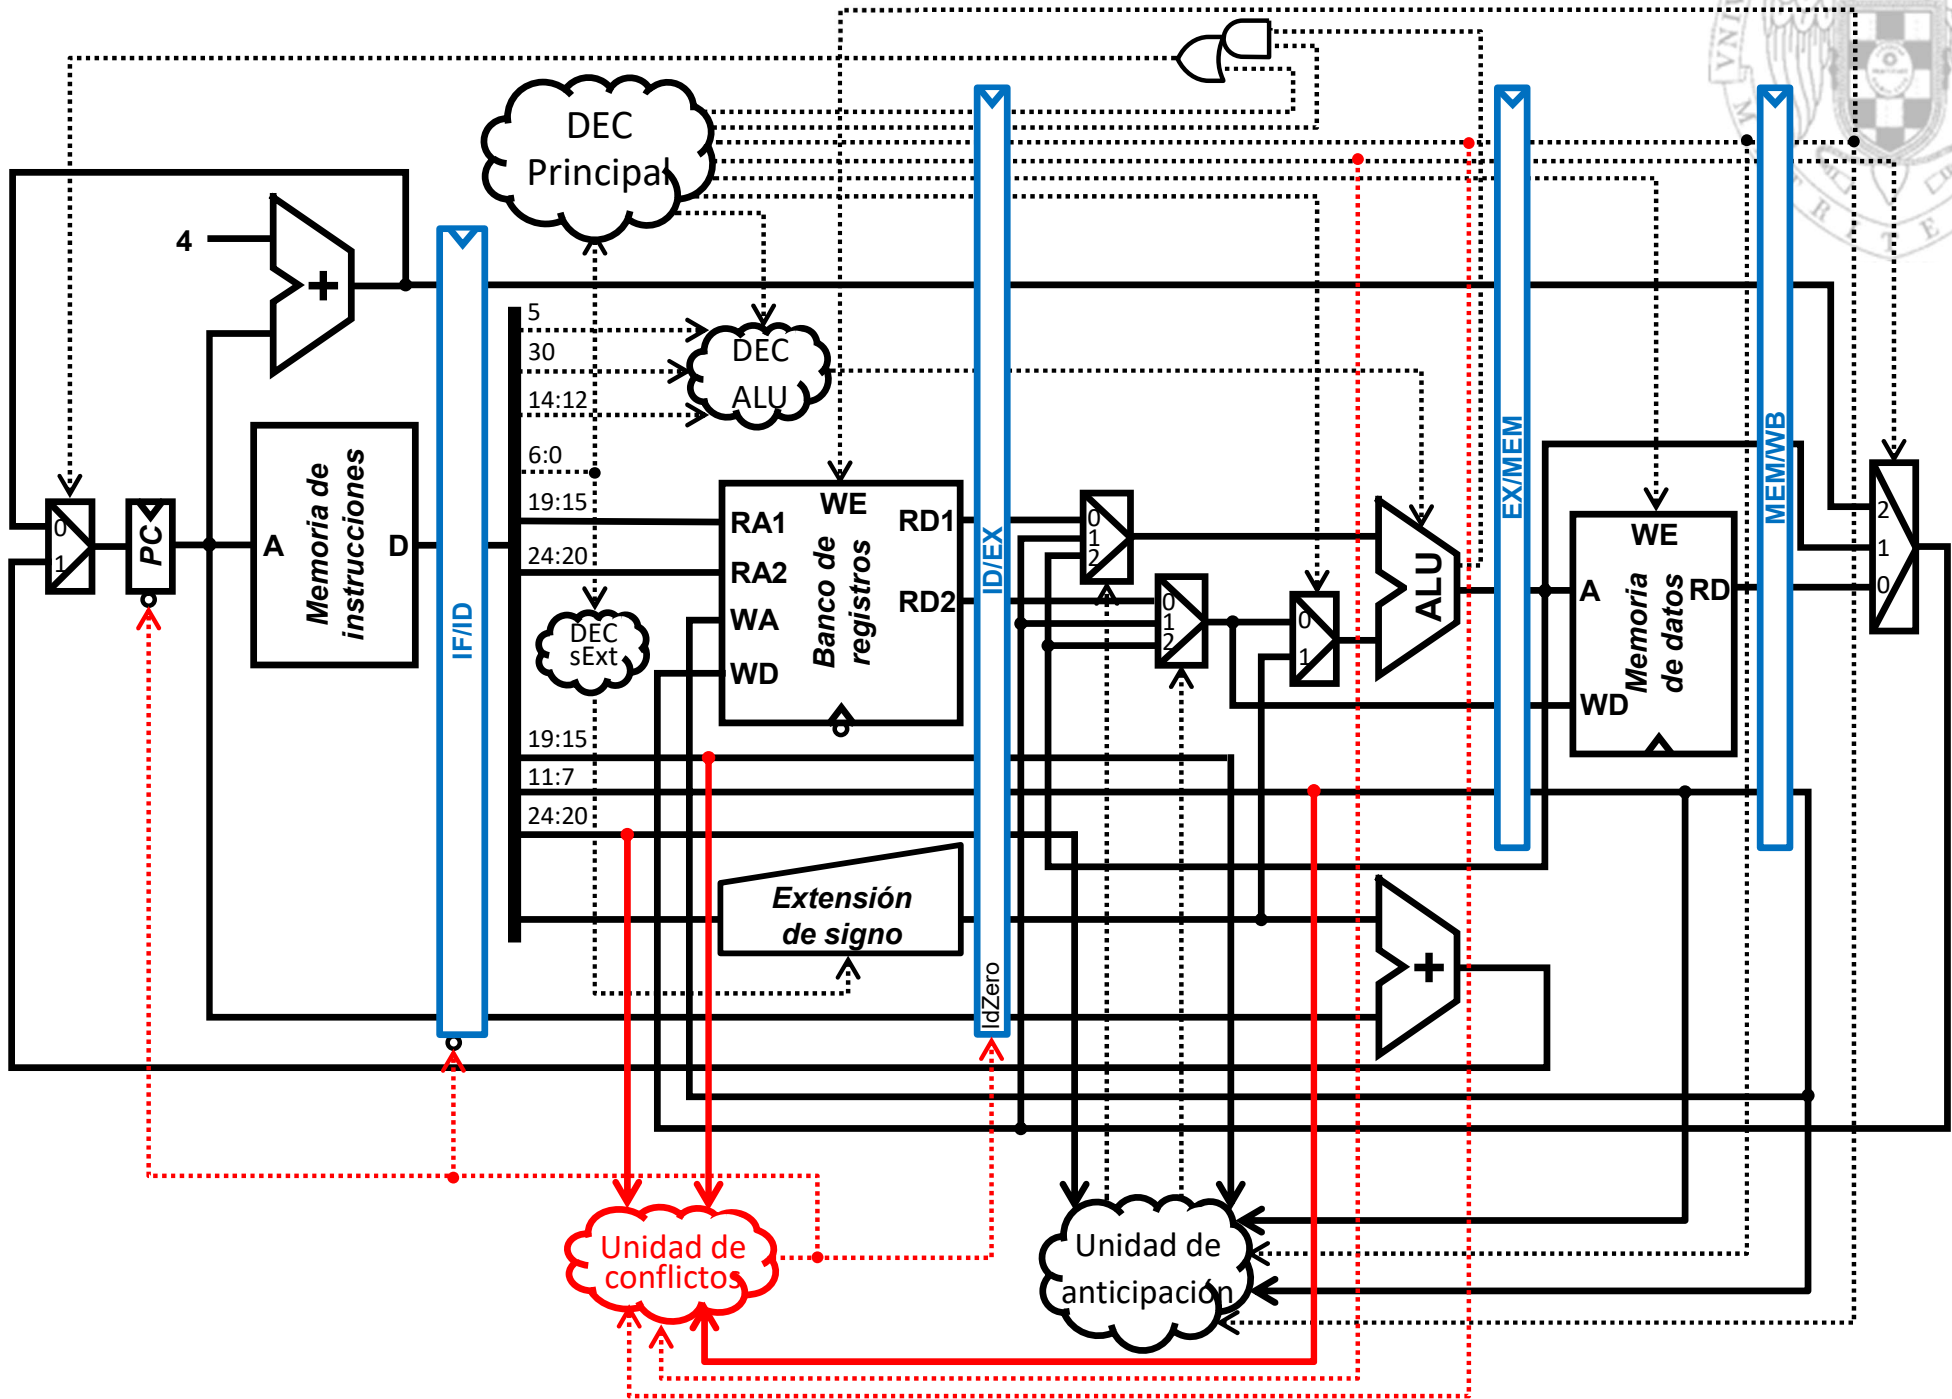 DEC
Principal
4
5
30
14:12
6:0
19:15
24:20
DEC
ALU
DEC
sExt
IF/ID
ID/EX
EX/MEM
MEM/WB
0
1
PC
A
D
Memoria de
instrucciones
WE
RA1
RA2
WA
WD
RD1
RD2
Banco de
registros
0
1
2
0
1
2
0
1
ALU
WE
A
RD
WD
Memoria
de datos
2
1
0
19:15
11:7
24:20
Extensión
de signo
IdZero
Unidad de
conflictos
Unidad de
anticipación